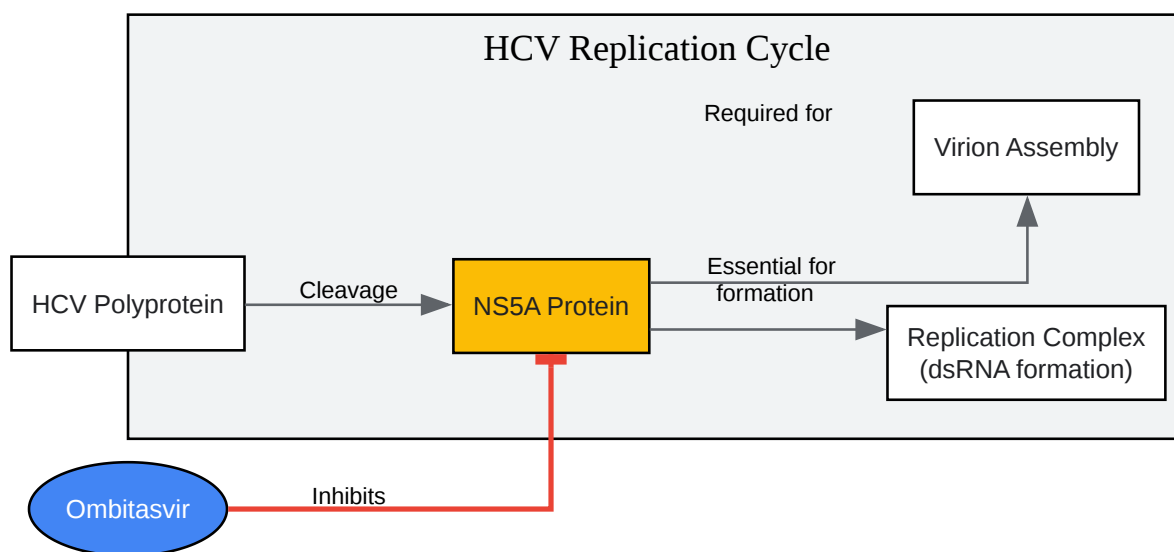 HCV Replication Cycle
Required for
Virion Assembly
HCV Polyprotein
Cleavage
NS5A Protein
Essential for
formation
Replication Complex
(dsRNA formation)
Ombitasvir
Inhibits